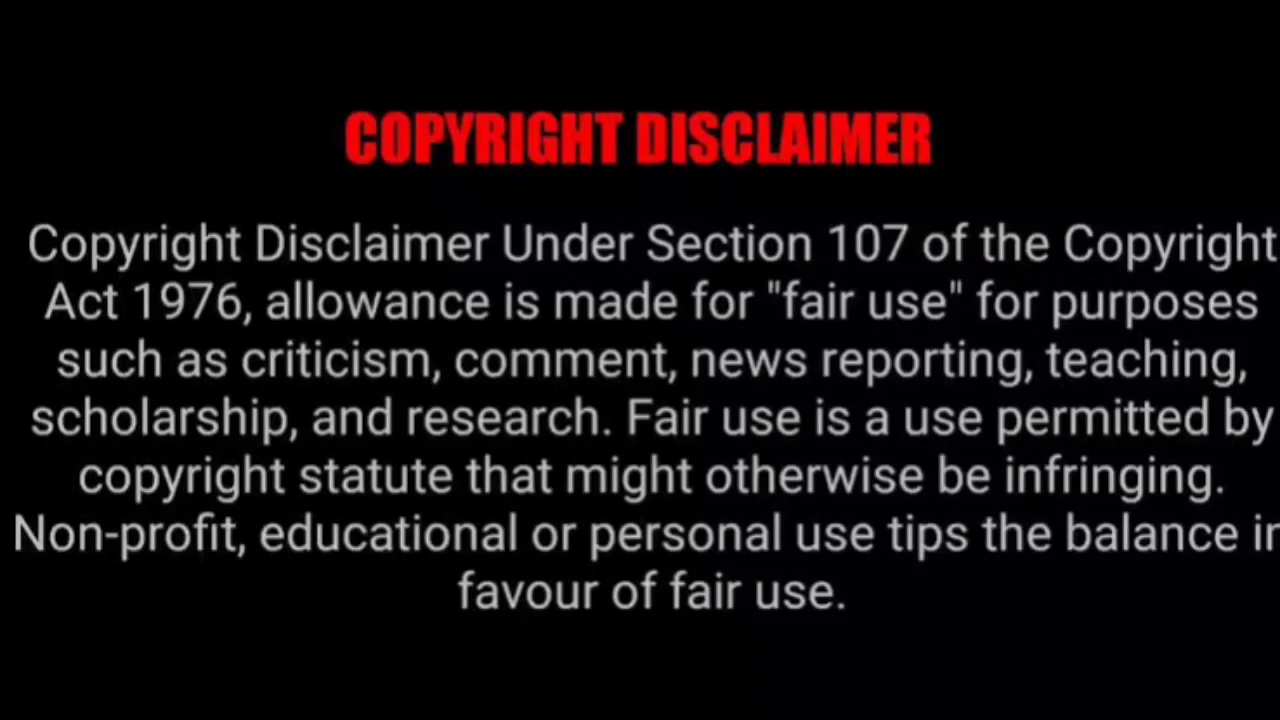 COPYRIGHT DISCLAIMER
Copyright Disclaimer Under Section 107 of the Copyright
Act 1976, allowance is made for "fair use" for purposes
such as criticism, comment, news reporting, teaching,
scholarship, and research. Fair use is a use permitted by
copyright statute that might otherwise be infringing.
Non-profit, educational or personal use tips the balance in
favour of fair use.